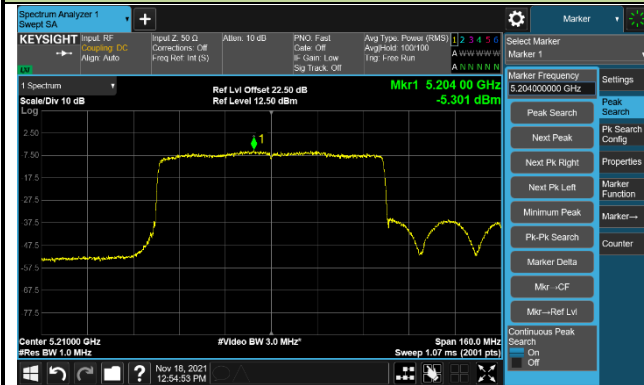 Spectrum Analyzer 1
Swept SA
+
Marker
KEYSIGHT
Input: RF
Coupling: DC
Align: Auto
Input Z: 50 Ω
Corrections: Off
Freq Ref: Int (S)
Atten: 10 dB
PNO: Fast
Gate: Off
IF Gain: Low
Sig Track: Off
Avg Type: Power (RMS)
Avg|Hold: 100/100
Trig: Free Run
1 2 3 4 5 6
A W W W W W
A N N N N N
Select Marker
Marker 1
LXI
1 Spectrum
Scale/Div 10 dB
Log
Ref Lvl Offset 22.50 dB
Ref Level 12.50 dBm
Mkr1 5.204 00 GHz
-5.301 dBm
Marker Frequency
5.204000000 GHz
Settings
Peak Search
Next Peak
Next Pk Right
Next Pk Left
Minimum Peak
Pk-Pk Search
Marker Delta
Mkr→CF
Mkr→Ref Lvl
Continuous Peak
Search
On
Off
Peak
Search
Pk Search
Config
Properties
Marker
Function
Marker→
Counter
2.50
-7.50
-17.5
-27.5
-37.5
-47.5
-57.5
-67.5
-77.5
1
Center 5.21000 GHz
#Res BW 1.0 MHz
#Video BW 3.0 MHz*
Span 160.0 MHz
Sweep 1.07 ms (2001 pts)
?
Nov 18, 2021
12:54:53 PM